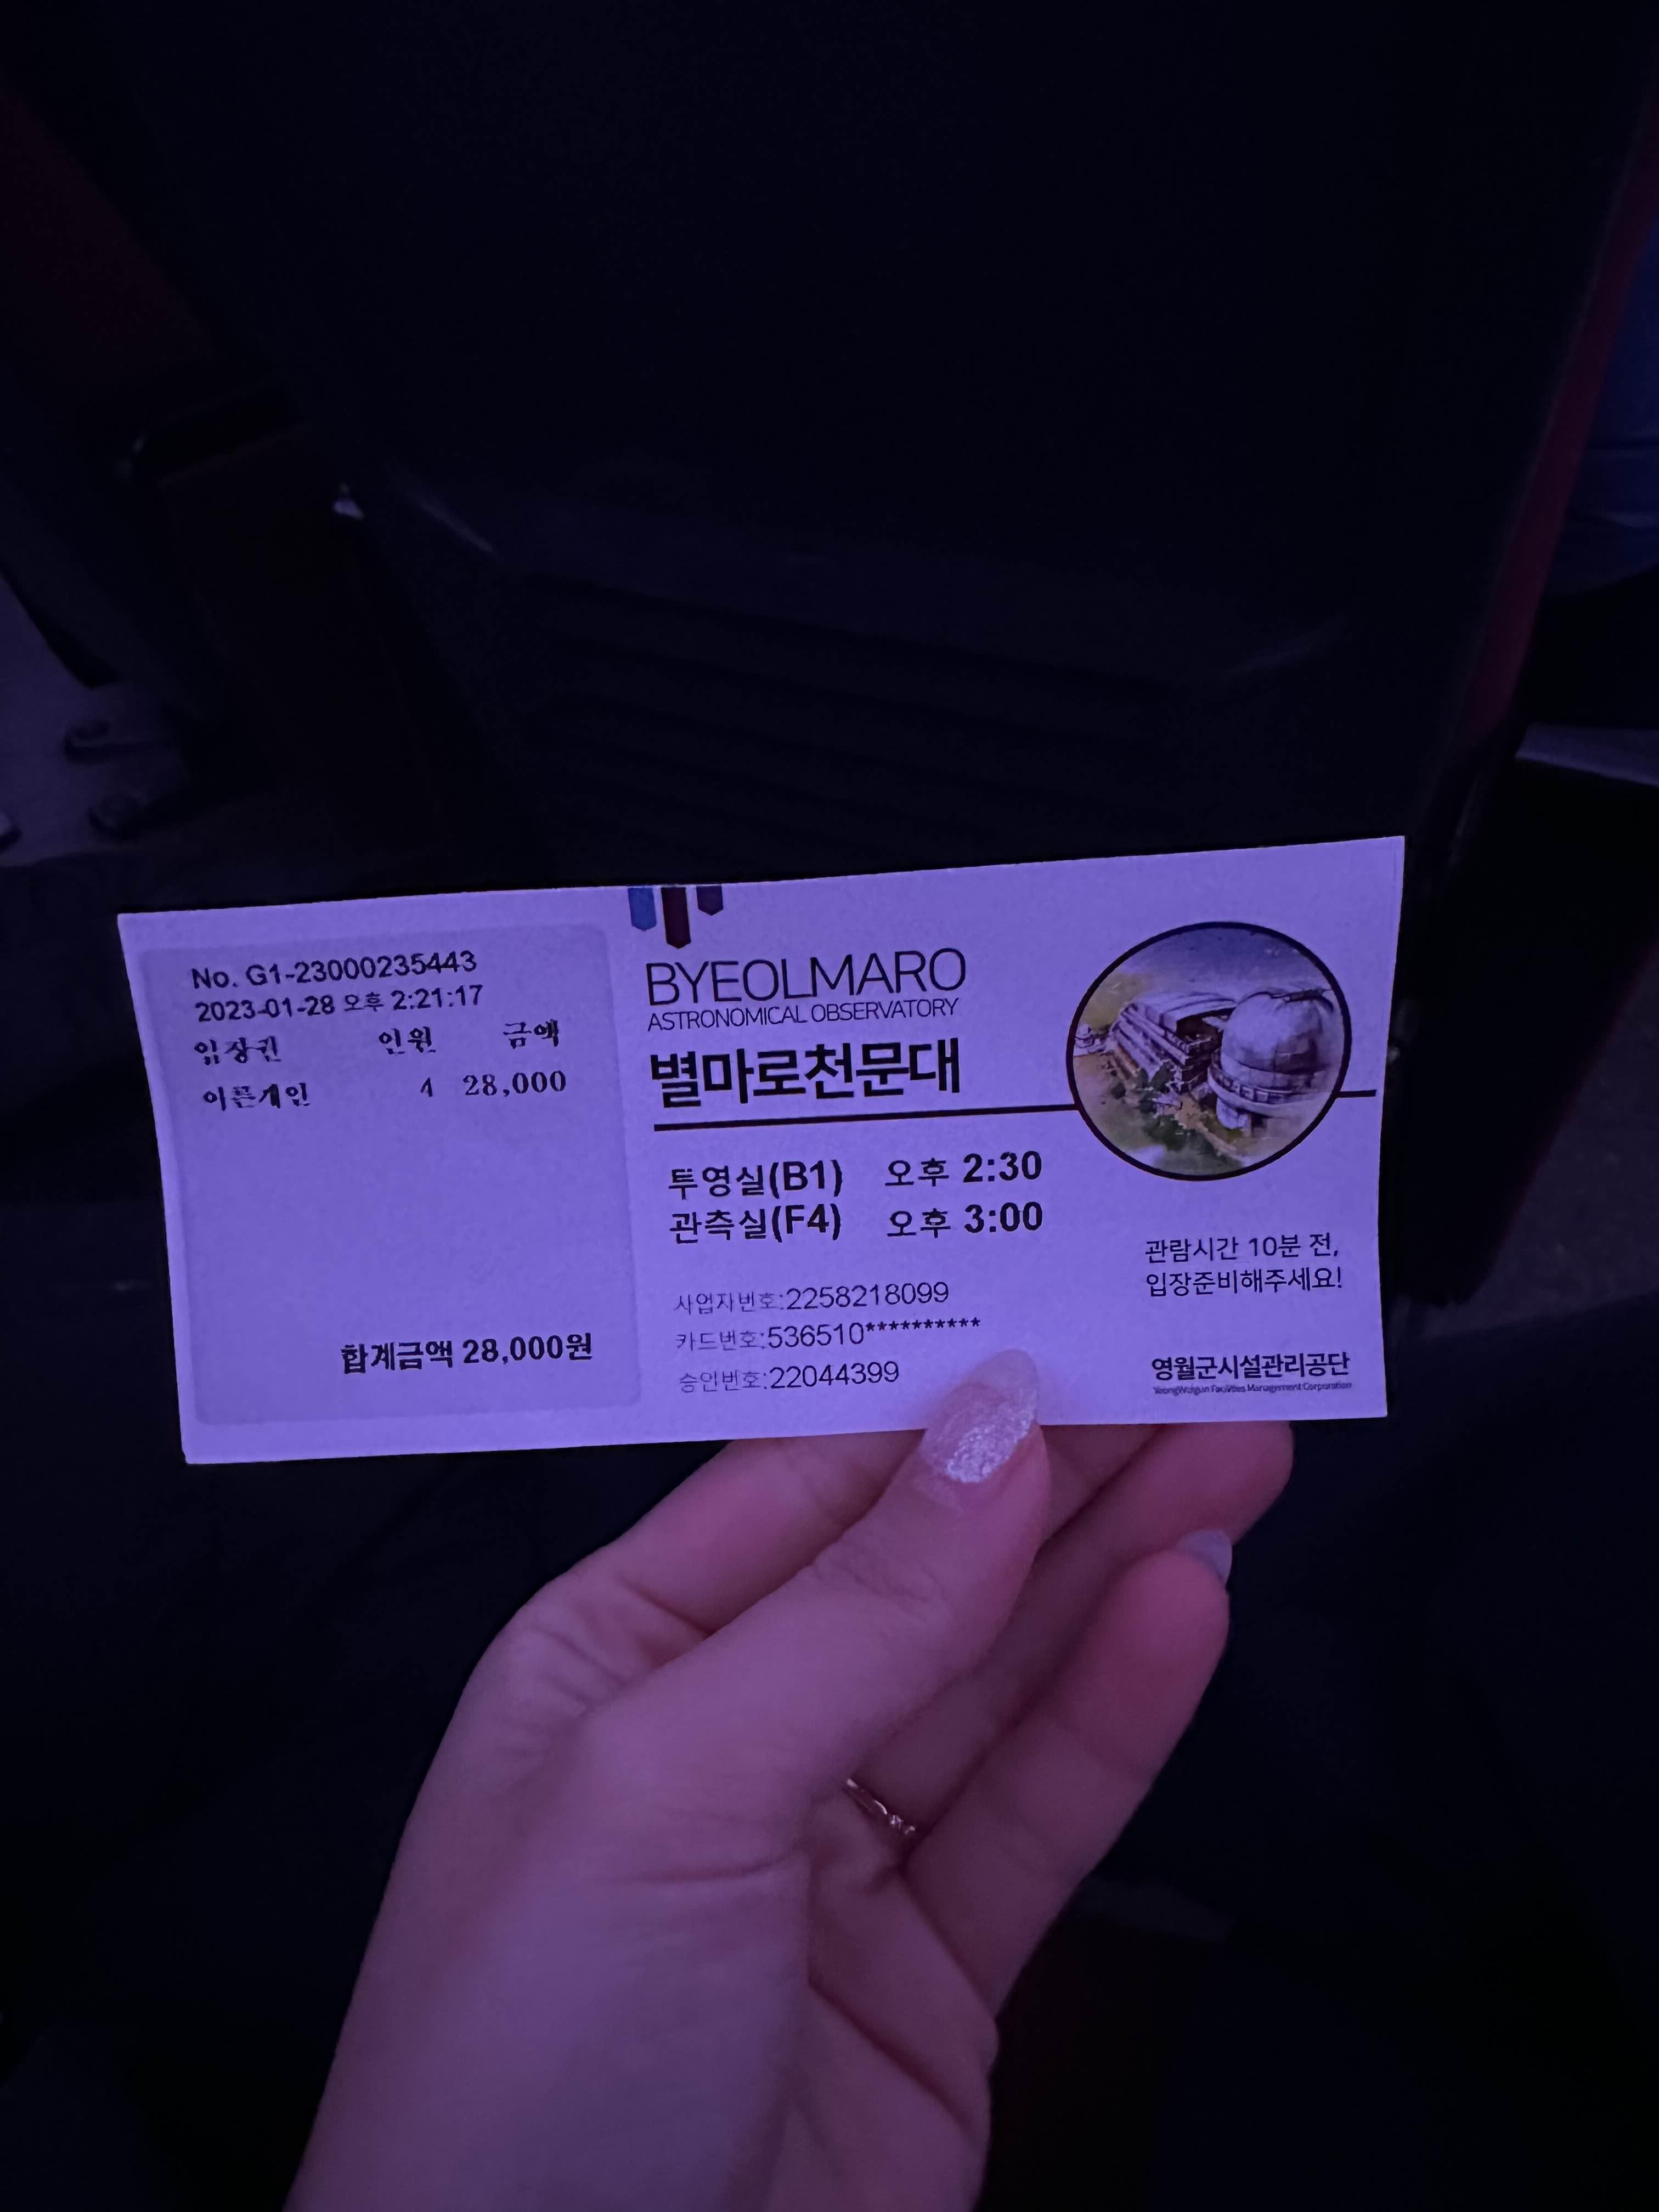 No. G1-23000235443
2023-01-28 오후 2:21:17
입장권 인원 금액
어른개인 4 28,000
합계금액 28,000원
BYEOLMARO
ASTRONOMICAL OBSERVATORY
별마로천문대
투영실(B1) 오후 2:30
관측실(F4) 오후 3:00
사업자번호:2258218099
카드번호:536510**********
승인번호:22044399
관람시간 10분 전,
입장준비해주세요!
영월군시설관리공단
YeongWolgun Facilities Management Corporation